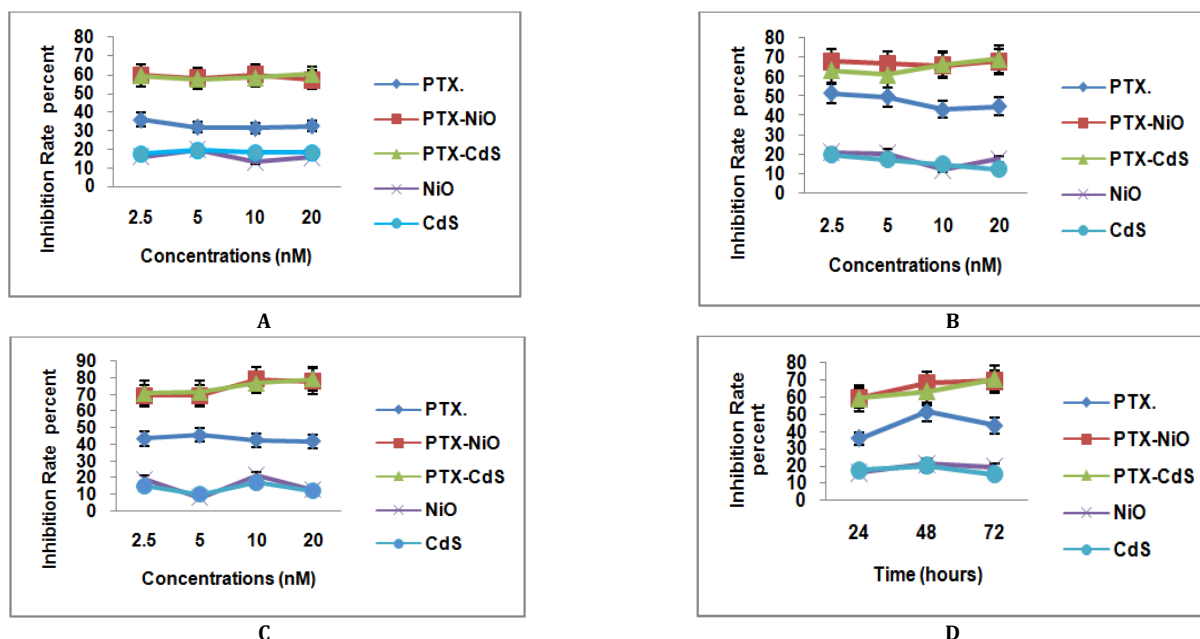 Inhibition Rate percent
80
70
60
50
40
30
20
10
0
2.5 5 10 20
Concentrations (nM)
PTX.
PTX-NiO
PTX-CdS
NiO
CdS
A
Inhibition Rate percent
80
70
60
50
40
30
20
10
0
2.5 5 10 20
Concentrations (nM)
PTX.
PTX-NiO
PTX-CdS
NiO
CdS
B
Inhibition Rate percent
90
80
70
60
50
40
30
20
10
0
2.5 5 10 20
Concentrations (nM)
PTX.
PTX-NiO
PTX-CdS
NiO
CdS
C
Inhibition Rate
percent
80
70
60
50
40
30
20
10
0
24 48 72
Time (hours)
PTX.
PTX-NiO
PTX-CdS
NiO
CdS
D